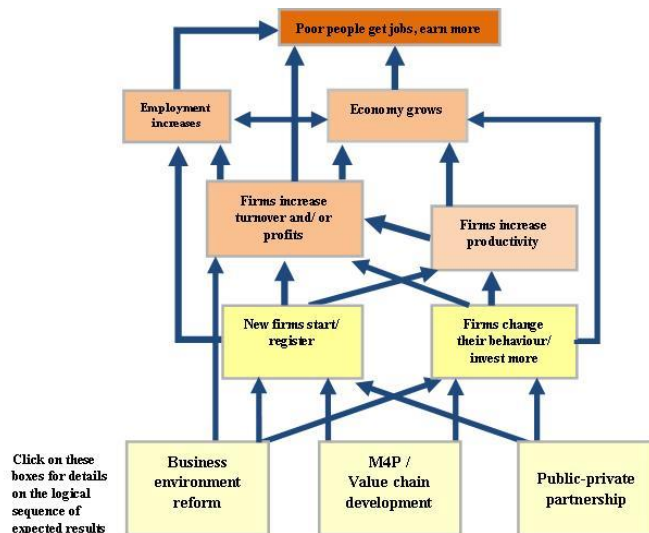 Poor people get jobs, earn more
Employment
increases
Economy grows
Firms increase
turnover and/ or
profits
Firms increase
productivity
New firms start/
register
Firms change
their behaviour/
invest more
Click on these
boxes for details
on the logical
sequence of
expected results
Business
environment
reform
M4P /
Value chain
development
Public-private
partnership